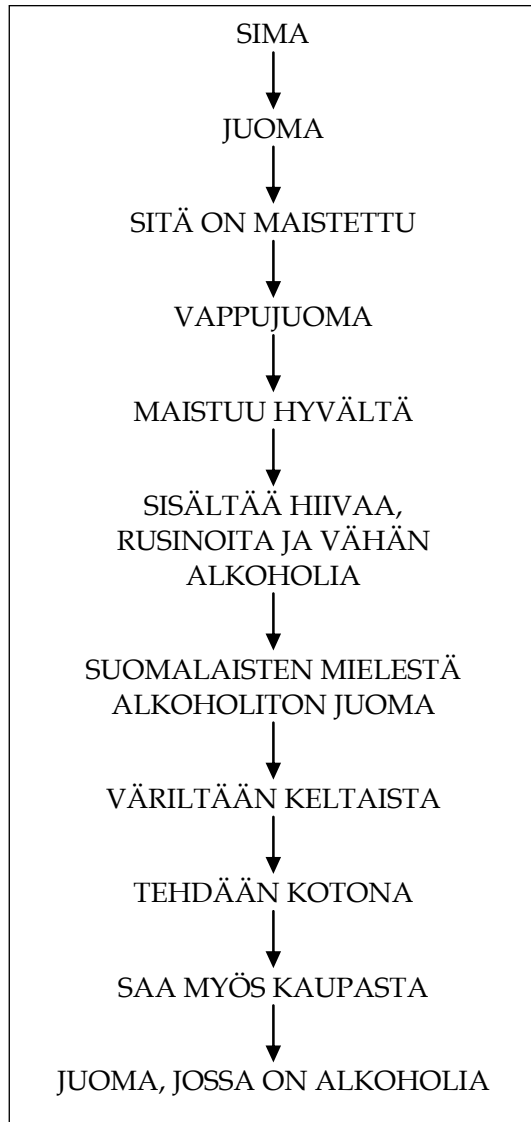 SIMA
JUOMA
SITÄ ON MAISTETTU
VAPPUJUOMA
MAISTUU HYVÄLTÄ
SISÄLTÄÄ HIIVAA,
RUSINOITA JA VÄHÄN
ALKOHOLIA
SUOMALAISTEN MIELESTÄ
ALKOHOLITON JUOMA
VÄRILTÄÄN KELTAISTA
TEHDÄÄN KOTONA
SAA MYÖS KAUPASTA
JUOMA, JOSSA ON ALKOHOLIA